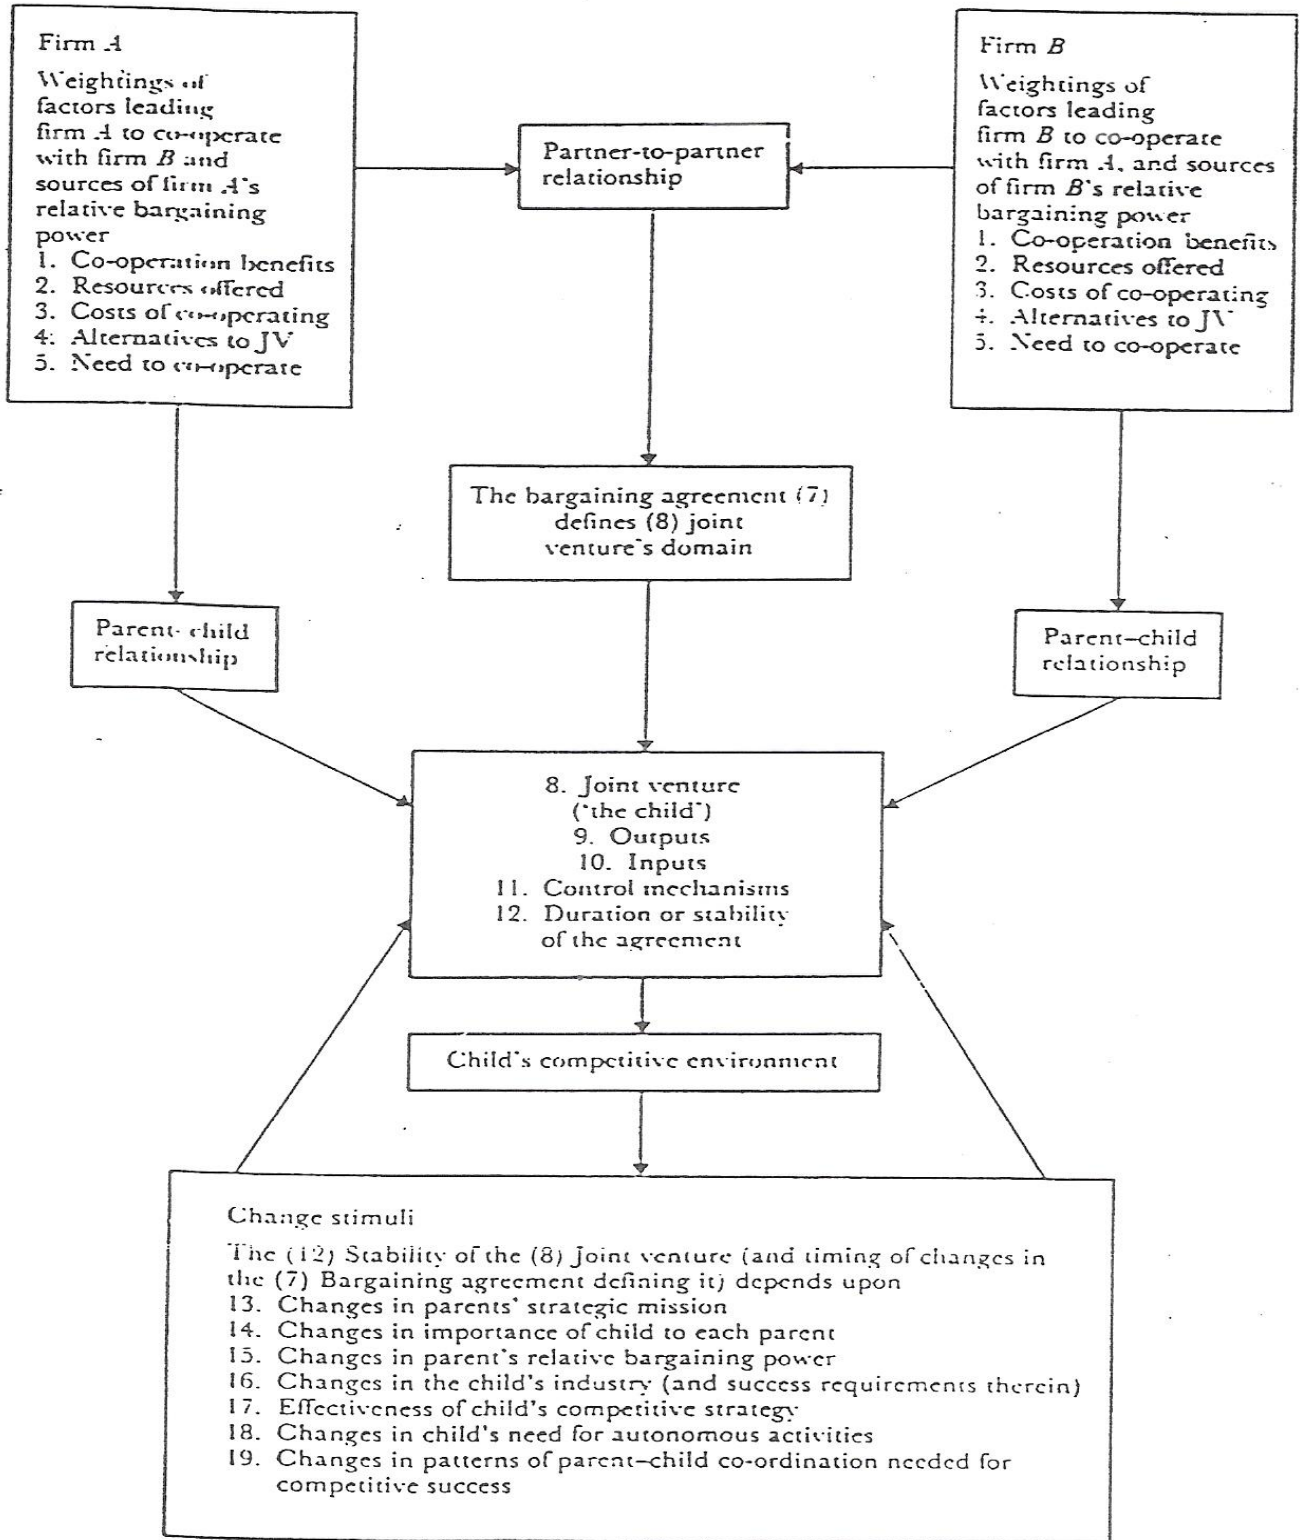 Firm A
Weightings of
factors leading
firm A to co-operate
with firm B and
sources of firm A's
relative bargaining
power
1. Co-operation benefits
2. Resources offered
3. Costs of co-operating
4. Alternatives to JV
5. Need to co-operate
Partner-to-partner
relationship
Firm B
Weightings of
factors leading
firm B to co-operate
with firm A, and sources
of firm B's relative
bargaining power
1. Co-operation benefits
2. Resources offered
3. Costs of co-operating
4. Alternatives to JV
5. Need to co-operate
The bargaining agreement (7)
defines (8) joint
venture's domain
Parent-child
relationship
Parent–child
relationship
8. Joint venture
('the child')
9. Outputs
10. Inputs
11. Control mechanisms
12. Duration or stability
of the agreement
Child's competitive environment
Change stimuli
The (12) Stability of the (8) Joint venture (and timing of changes in
the (7) Bargaining agreement defining it) depends upon
13. Changes in parents' strategic mission
14. Changes in importance of child to each parent
15. Changes in parent's relative bargaining power
16. Changes in the child's industry (and success requirements therein)
17. Effectiveness of child's competitive strategy
18. Changes in child's need for autonomous activities
19. Changes in patterns of parent–child co-ordination needed for
competitive success